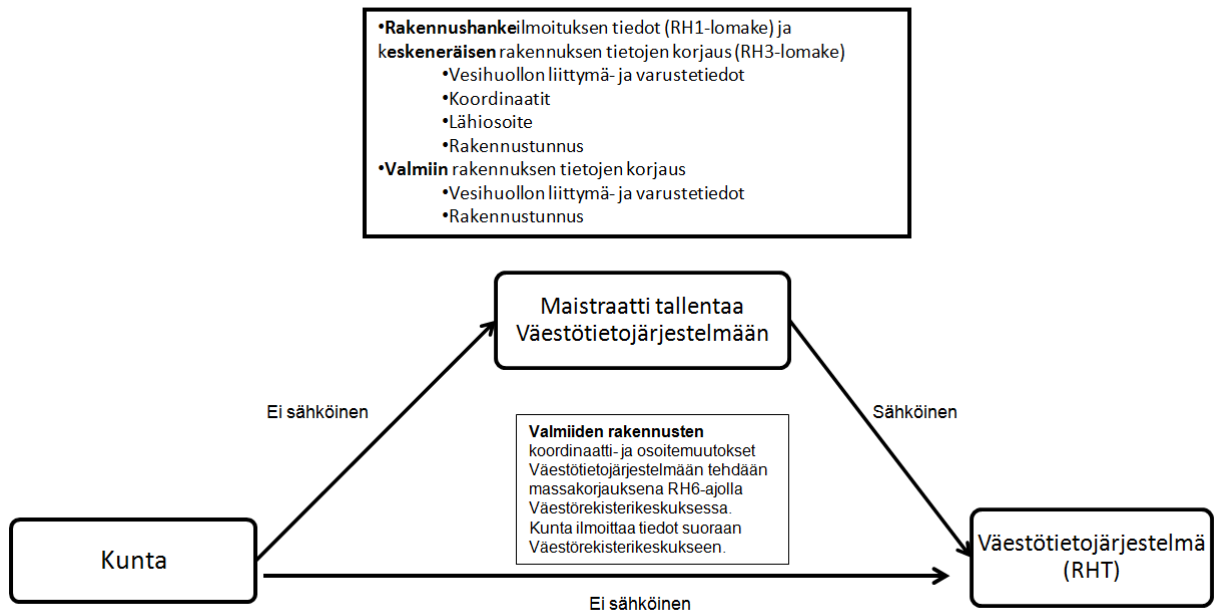 •Rakennushankeilmoituksen tiedot (RH1-lomake) ja
keskeneräisen rakennuksen tietojen korjaus (RH3-lomake)
•Vesihuollon liittymä- ja varustetiedot
•Koordinaatit
•Lähiosoite
•Rakennustunnus
•Valmiin rakennuksen tietojen korjaus
•Vesihuollon liittymä- ja varustetiedot
•Rakennustunnus
Maistraatti tallentaa
Väestötietojärjestelmään
Ei sähköinen
Sähköinen
Valmiiden rakennusten
koordinaatti- ja osoitemuutokset
Väestötietojärjestelmään tehdään
massakorjauksena RH6-ajolla
Väestörekisterikeskuksessa.
Kunta ilmoittaa tiedot suoraan
Väestörekisterikeskukseen.
Kunta
Väestötietojärjestelmä
(RHT)
Ei sähköinen